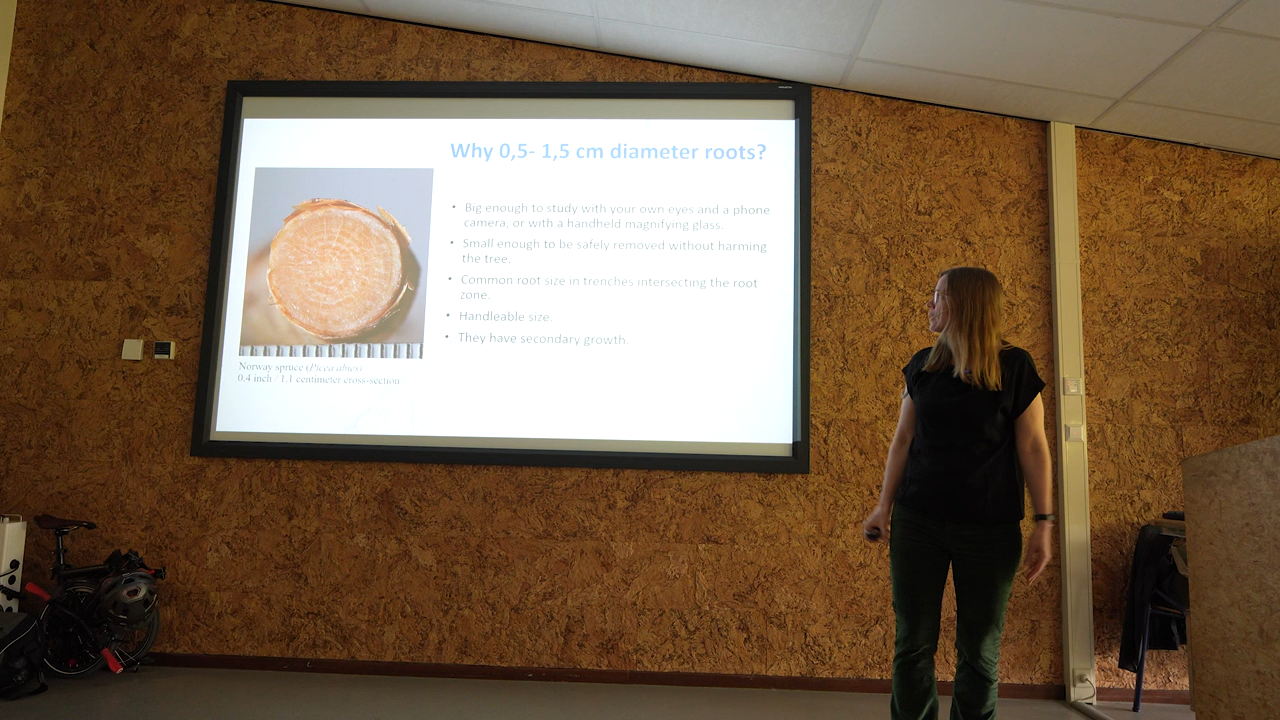 Why 0,5- 1,5 cm diameter roots?
• Big enough to study with your own eyes and a phone
camera, or with a handheld magnifying glass.
• Small enough to be safely removed without harming
the tree.
• Common root size in trenches intersecting the root
zone.
• Handleable size.
• They have secondary growth.
Norway spruce (Picea abies)
0.4 inch / 1.1 centimeter cross-section